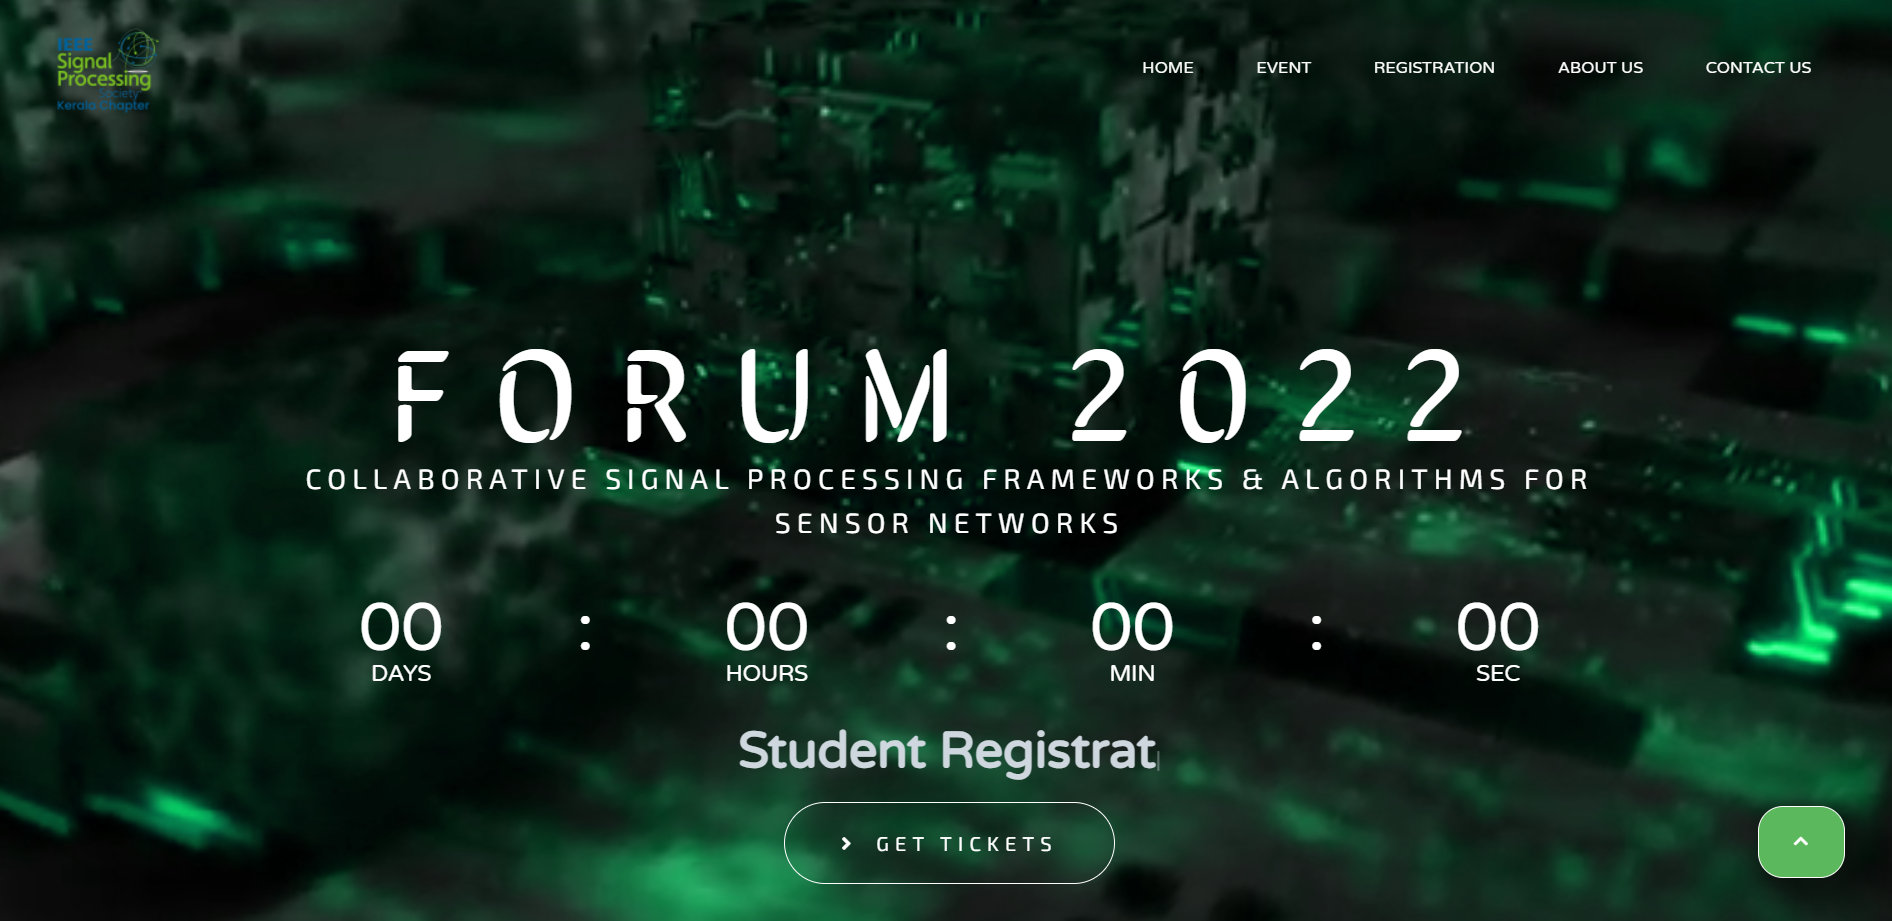 IEEE
Signal
Processing
Society
Kerala Chapter
HOME EVENT REGISTRATION ABOUT US CONTACT US
FORUM 2022
COLLABORATIVE SIGNAL PROCESSING FRAMEWORKS & ALGORITHMS FOR
SENSOR NETWORKS
00 : 00 : 00 : 00
DAYS HOURS MIN SEC
Student Registrat
GET TICKETS